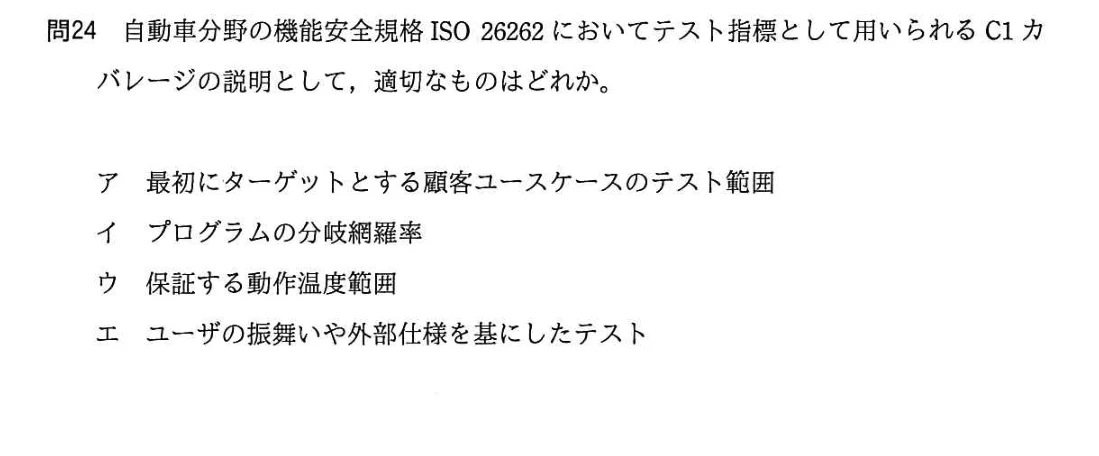 問24 自動車分野の機能安全規格 ISO 26262 においてテスト指標として用いられる C1 カ
バレージの説明として，適切なものはどれか。
ア 最初にターゲットとする顧客ユースケースのテスト範囲
イ プログラムの分岐網羅率
ウ 保証する動作温度範囲
エ ユーザの振舞いや外部仕様を基にしたテスト